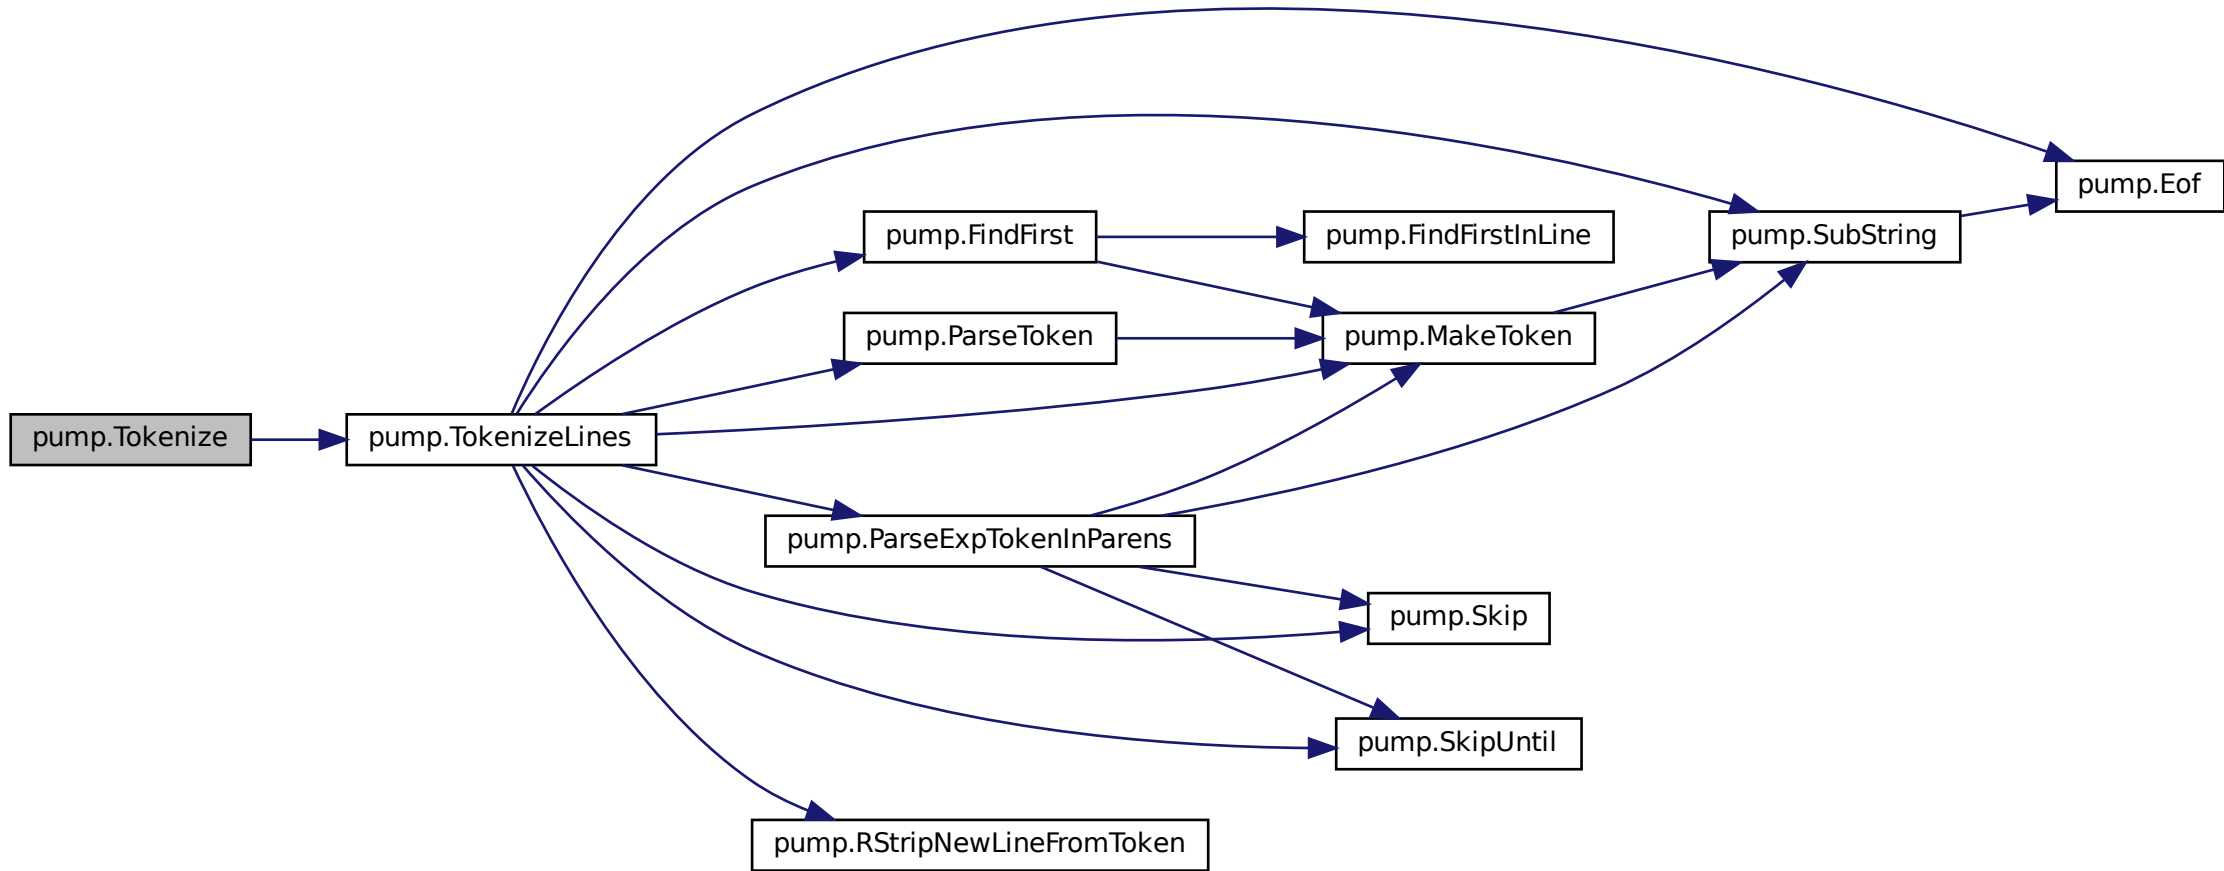 pump.Tokenize
pump.TokenizeLines
pump.Eof
pump.FindFirst
pump.FindFirstInLine
pump.SubString
pump.ParseToken
pump.MakeToken
pump.ParseExpTokenInParens
pump.Skip
pump.SkipUntil
pump.RStripNewLineFromToken